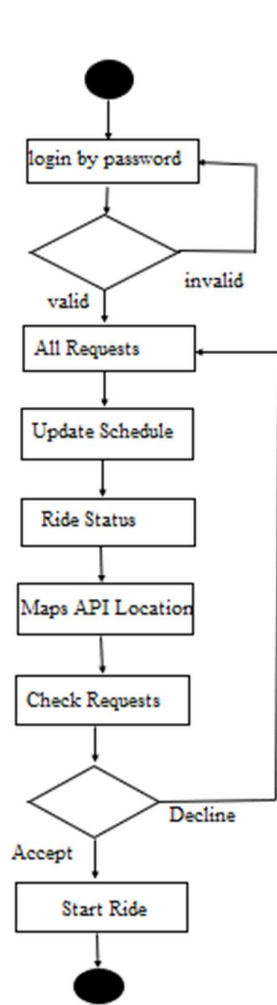 login by password
invalid
valid
All Requests
Update Schedule
Ride Status
Maps API Location
Check Requests
Decline
Accept
Start Ride